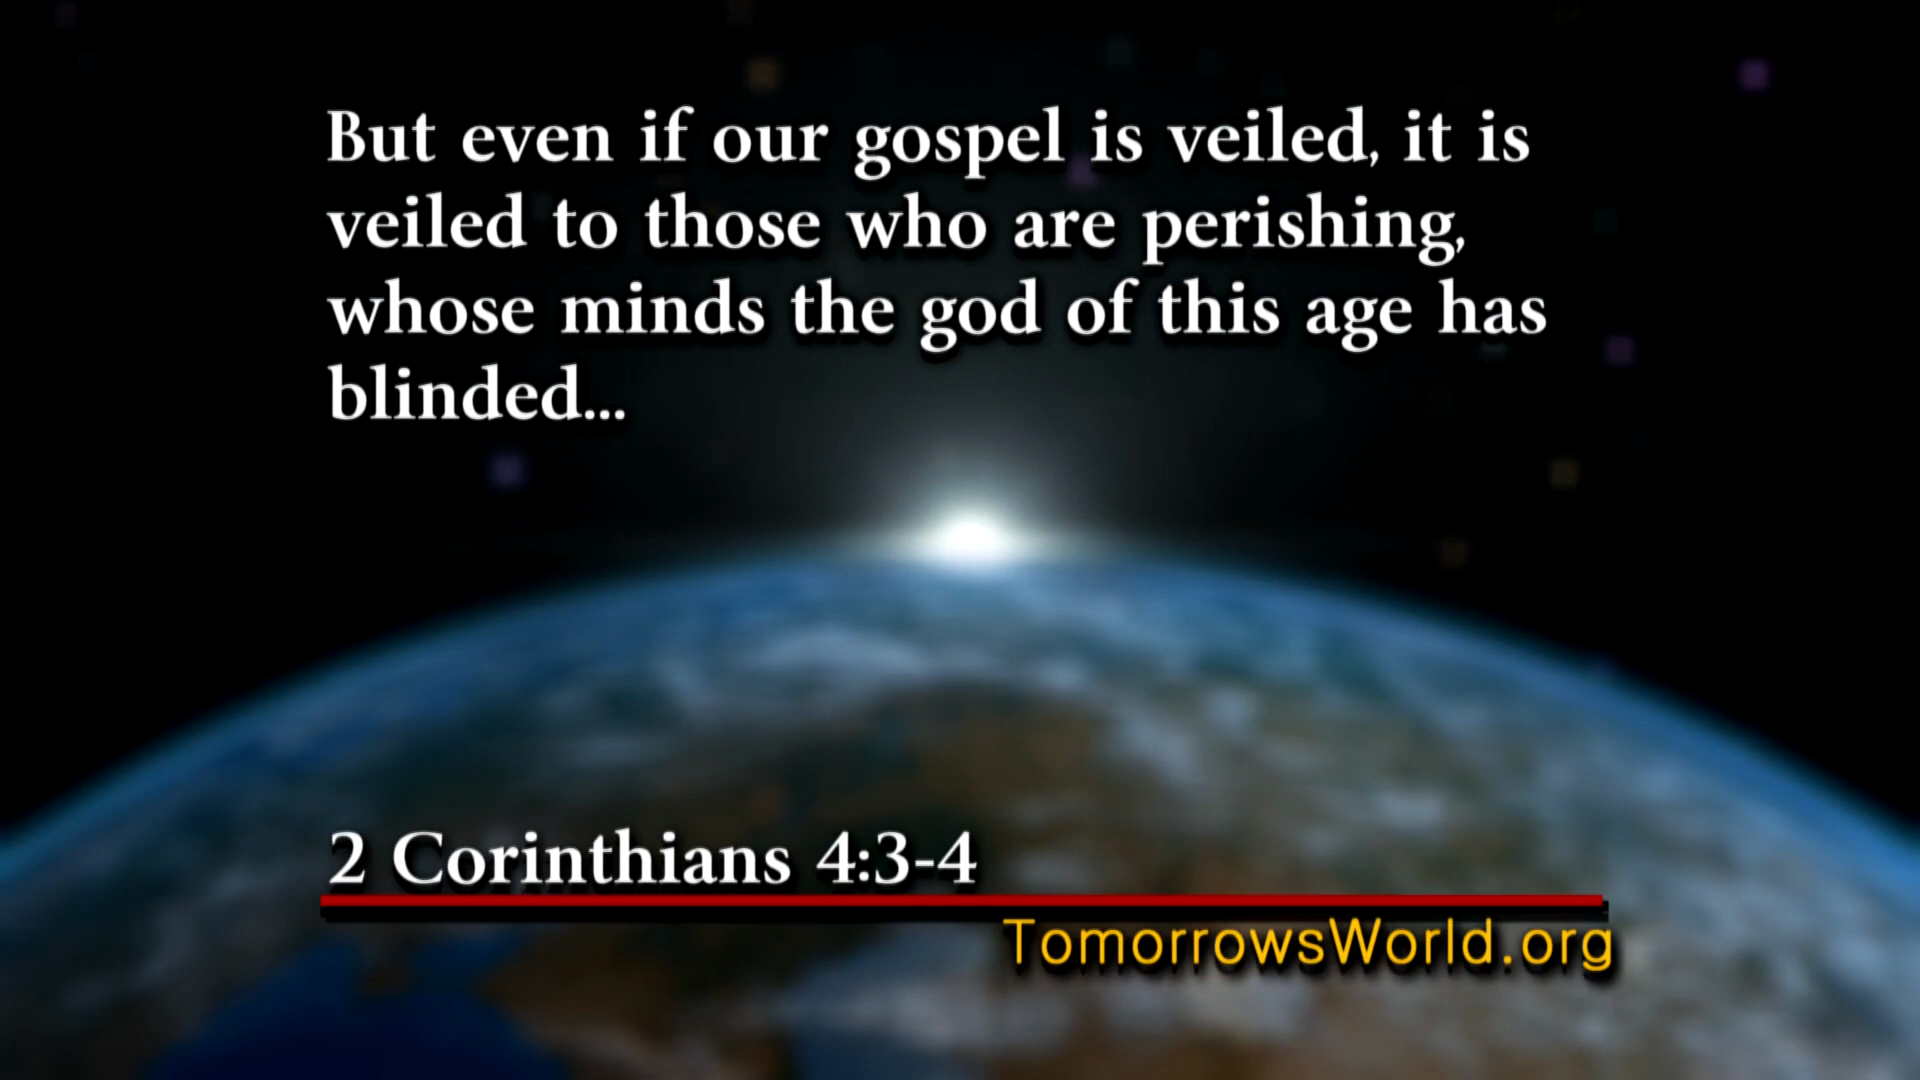 But even if our gospel is veiled, it is
veiled to those who are perishing,
whose minds the god of this age has
blinded...
2 Corinthians 4:3-4
TomorrowsWorld.org